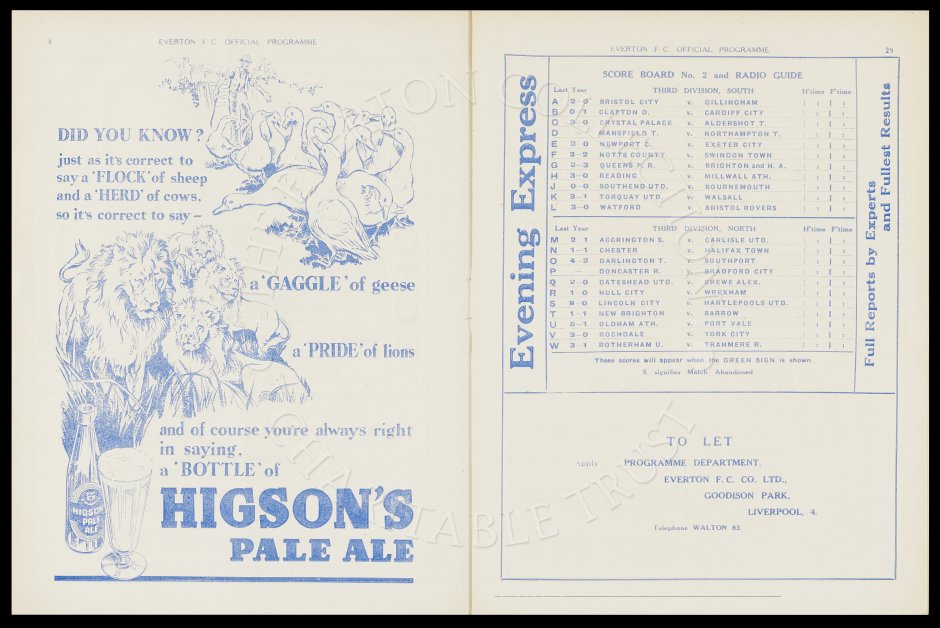 8
EVERTON F.C. OFFICIAL PROGRAMME
DID YOU KNOW?
just as it's correct to
say a 'FLOCK' of sheep
and a 'HERD' of cows,
so it's correct to say —
a 'GAGGLE' of geese
a 'PRIDE' of lions
and of course you're always right
in saying,
a 'BOTTLE' of
HIGSON'S
PALE ALE
HIGSONS
PALE
ALE
EVERTON F.C. OFFICIAL PROGRAMME
29
Evening Express
SCORE BOARD No. 2 and RADIO GUIDE
Last Year THIRD DIVISION, SOUTH H'time F'time
A 2-0 BRISTOL CITY v. GILLINGHAM : :
B 0-1 CLAPTON O. v. CARDIFF CITY : :
C 3-0 CRYSTAL PALACE v. ALDERSHOT T. : :
D — MANSFIELD T. v. NORTHAMPTON T. : :
E 2-0 NEWPORT C. v. EXETER CITY : :
F 3-2 NOTTS COUNTY v. SWINDON TOWN : :
G 2-3 QUEENS P. R. v. BRIGHTON and H. A. : :
H 3-0 READING v. MILLWALL ATH. : :
J 0-0 SOUTHEND UTD. v. BOURNEMOUTH : :
K 3-1 TORQUAY UTD. v. WALSALL : :
L 3-0 WATFORD v. BRISTOL ROVERS : :
Last Year THIRD DIVISION, NORTH H'time F'time
M 2-1 ACCRINGTON S. v. CARLISLE UTD. : :
N 1-1 CHESTER v. HALIFAX TOWN : :
O 4-2 DARLINGTON T. v. SOUTHPORT : :
P — DONCASTER R. v. BRADFORD CITY : :
Q 2-0 GATESHEAD UTD. v. CREWE ALEX. : :
R 1-0 HULL CITY v. WREXHAM : :
S LINCOLN CITY v. HARTLEPOOLS UTD. : :
T 1-1 NEW BRIGHTON v. BARROW : :
U OLDHAM ATH. v. PORT VALE : :
V 3-0 ROCHDALE v. YORK CITY : :
W 3-1 ROTHERHAM U. v. TRANMERE R. : :
These scores will appear when the GREEN SIGN is shown.
X signifies Match Abandoned.
Full Reports by Experts
and Fullest Results
TO LET
Apply PROGRAMME DEPARTMENT,
EVERTON F.C. CO. LTD.,
GOODISON PARK,
LIVERPOOL, 4.
Telephone WALTON 63
CHARITABLE TRUST